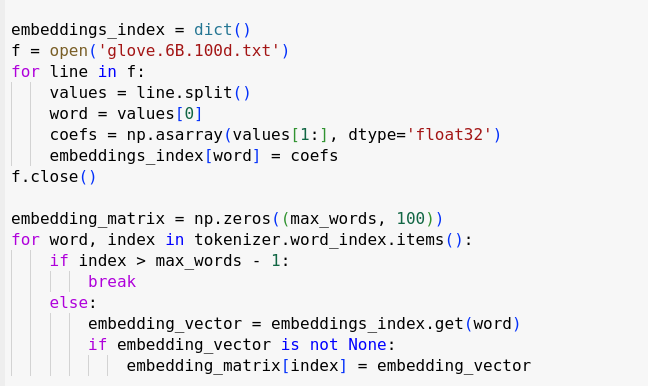 embeddings_index = dict()
f = open('glove.6B.100d.txt')
for line in f:
    values = line.split()
    word = values[0]
    coefs = np.asarray(values[1:], dtype='float32')
    embeddings_index[word] = coefs
f.close()

embedding_matrix = np.zeros((max_words, 100))
for word, index in tokenizer.word_index.items():
    if index > max_words - 1:
        break
    else:
        embedding_vector = embeddings_index.get(word)
        if embedding_vector is not None:
            embedding_matrix[index] = embedding_vector